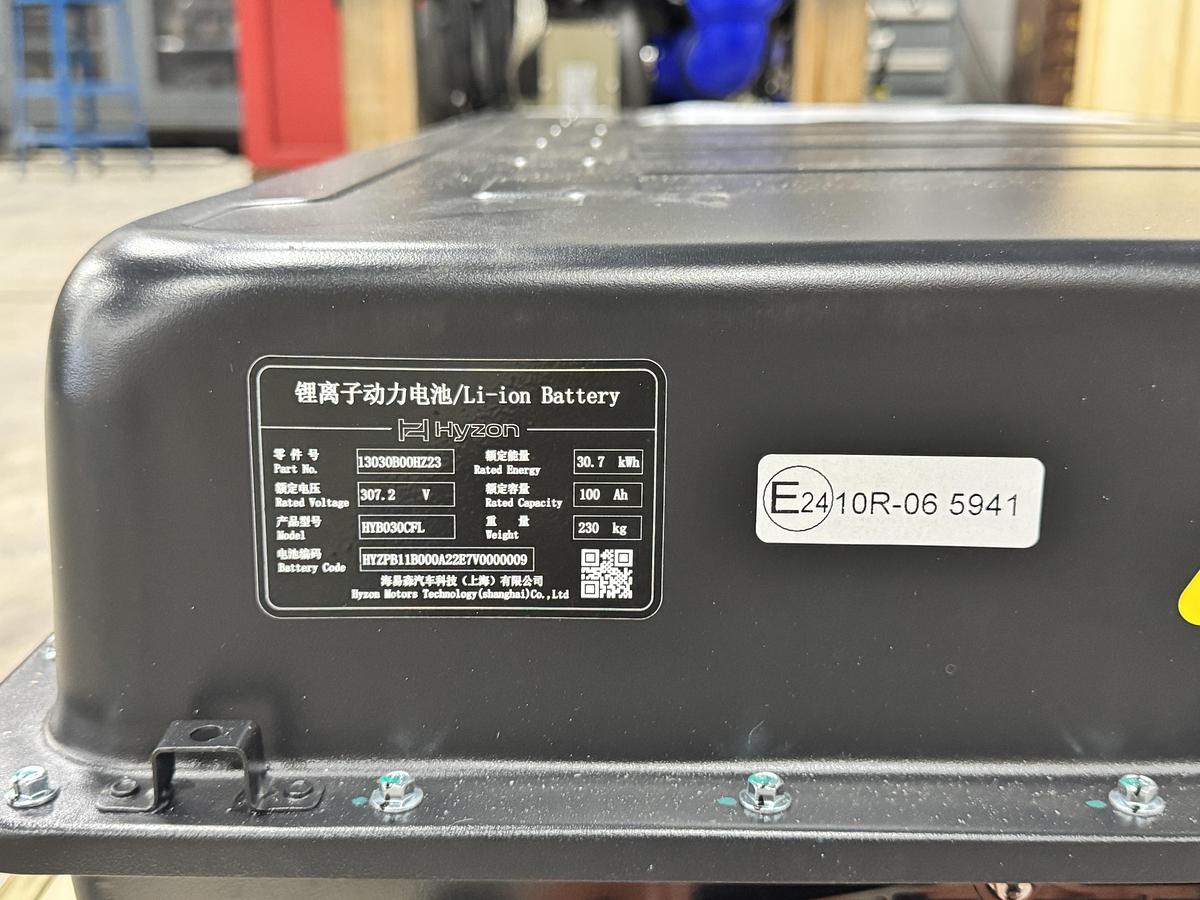 锂离子动力电池/Li-ion Battery
Hyzon
零件号 13030B00HZ23 额定能量 30.7 kWh
Part No. Rated Energy
额定电压 307.2 V 额定容量 100 Ah
Rated Voltage Rated Capacity
产品型号 HYB030CFL 重量 230 kg
Model Weight
电池编码 HYZPB11B000A22E7V0000009
Battery Code
海易森汽车科技（上海）有限公司
Hyzon Motors Technology(shanghai)Co.,Ltd
E24 10R-06 5941